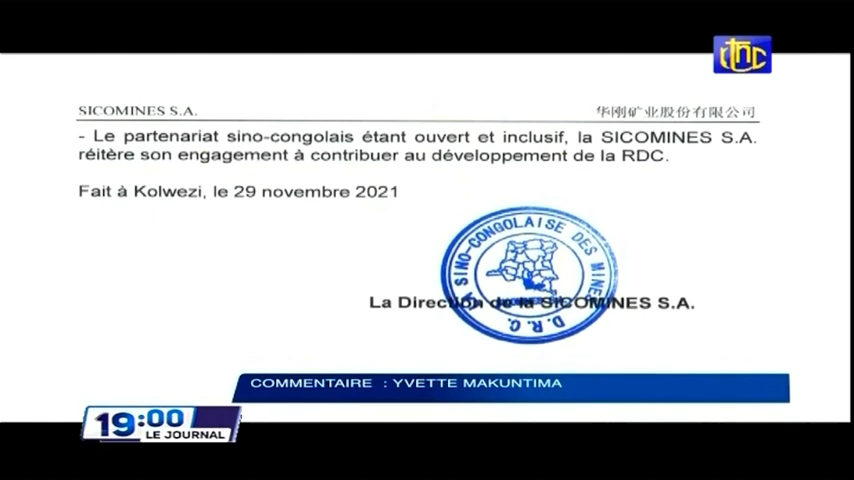 rtnc
SICOMINES S.A. 华刚矿业股份有限公司
- Le partenariat sino-congolais étant ouvert et inclusif, la SICOMINES S.A.
réitère son engagement à contribuer au développement de la RDC.
Fait à Kolwezi, le 29 novembre 2021
SINO-CONGOLAISE DES MINES
D.R.C.
La Direction de la SICOMINES S.A.
COMMENTAIRE : YVETTE MAKUNTIMA
19:00
LE JOURNAL